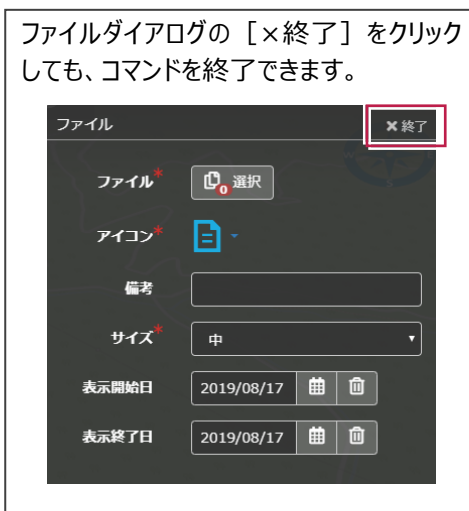 ファイルダイアログの［×終了］をクリック
しても、コマンドを終了できます。
ファイル ×終了
ファイル* 0 選択
アイコン*
備考
サイズ* 中
表示開始日 2019/08/17
表示終了日 2019/08/17